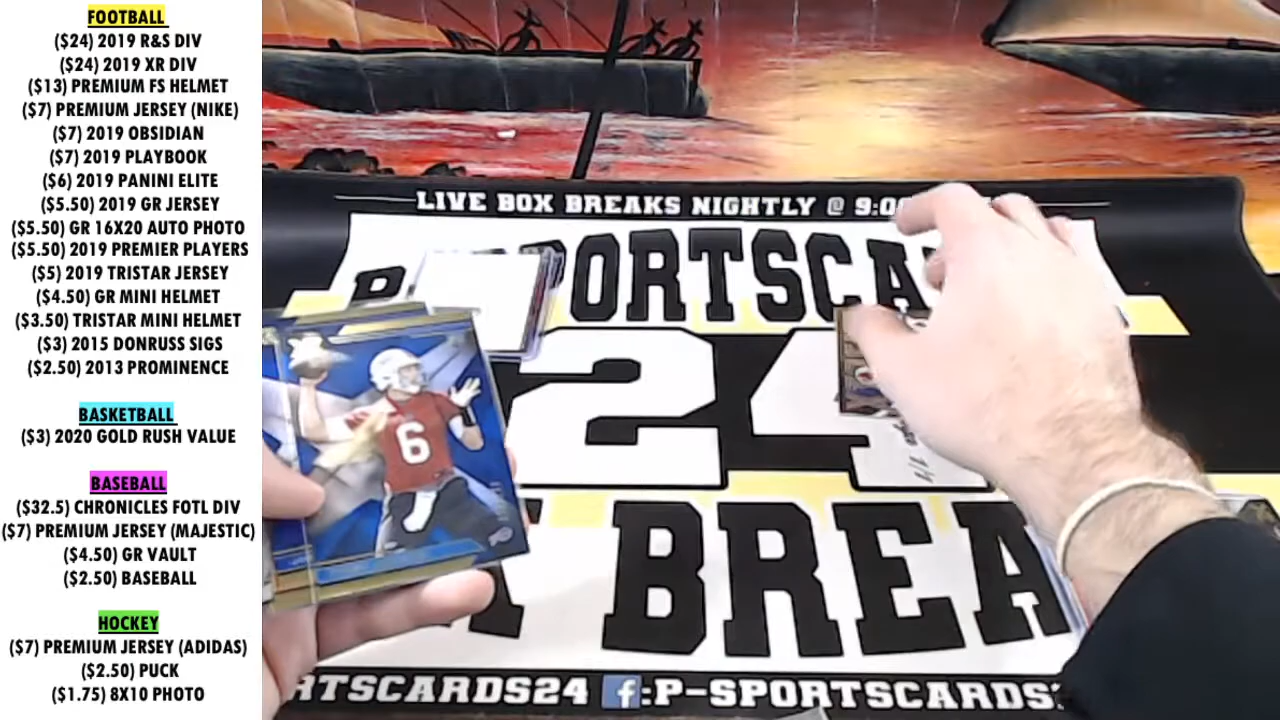 FOOTBALL
($24) 2019 R&S DIV
($24) 2019 XR DIV
($13) PREMIUM FS HELMET
($7) PREMIUM JERSEY (NIKE)
($7) 2019 OBSIDIAN
($7) 2019 PLAYBOOK
($6) 2019 PANINI ELITE
($5.50) 2019 GR JERSEY
($5.50) GR 16X20 AUTO PHOTO
($5.50) 2019 PREMIER PLAYERS
($5) 2019 TRISTAR JERSEY
($4.50) GR MINI HELMET
($3.50) TRISTAR MINI HELMET
($3) 2015 DONRUSS SIGS
($2.50) 2013 PROMINENCE
BASKETBALL
($3) 2020 GOLD RUSH VALUE
BASEBALL
($32.5) CHRONICLES FOTL DIV
($7) PREMIUM JERSEY (MAJESTIC)
($4.50) GR VAULT
($2.50) BASEBALL
HOCKEY
($7) PREMIUM JERSEY (ADIDAS)
($2.50) PUCK
($1.75) 8X10 PHOTO
LIVE BOX BREAKS NIGHTLY @ 9:0
ORTSCA
24
6
BREA
RTSCARDS24 f:P-SPORTSCARDS